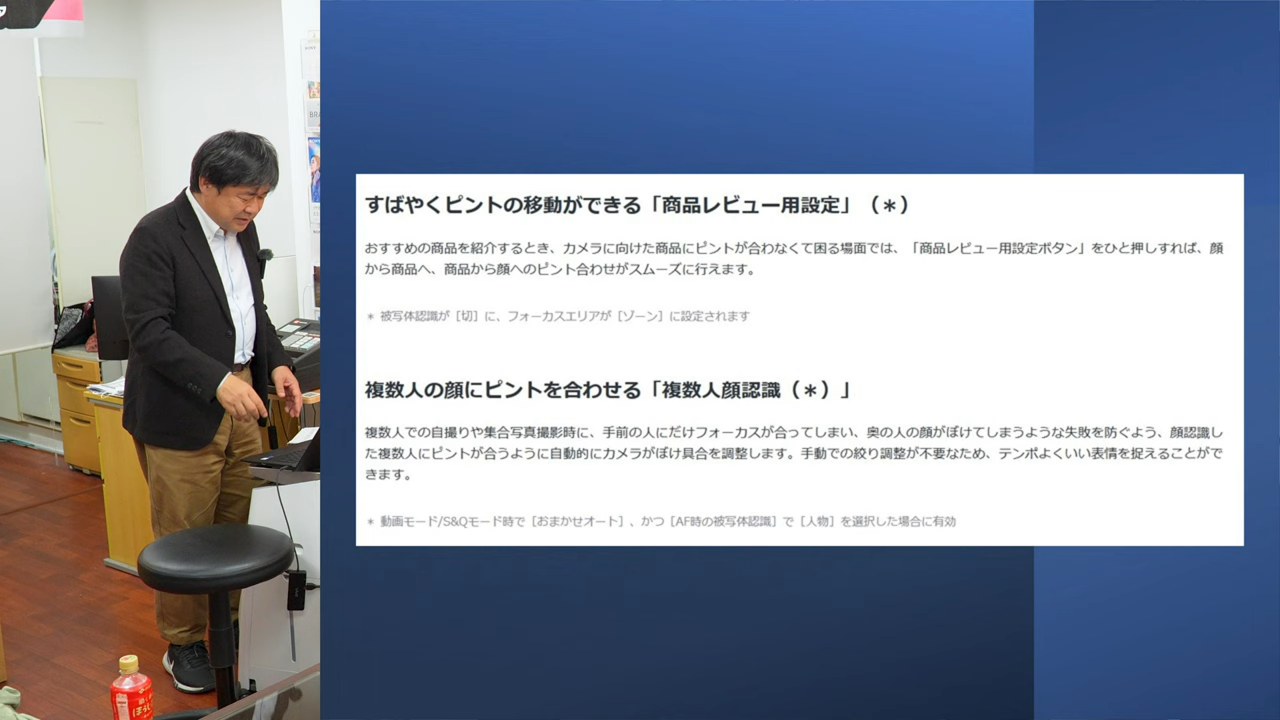 すばやくピントの移動ができる「商品レビュー用設定」（＊）
おすすめの商品を紹介するとき、カメラに向けた商品にピントが合わなくて困る場面では、「商品レビュー用設定ボタン」をひと押しすれば、顔
から商品へ、商品から顔へのピント合わせがスムーズに行えます。
＊ 被写体認識が［切］に、フォーカスエリアが［ゾーン］に設定されます
複数人の顔にピントを合わせる「複数人顔認識（＊）」
複数人での自撮りや集合写真撮影時に、手前の人にだけフォーカスが合ってしまい、奥の人の顔がぼけてしまうような失敗を防ぐよう、顔認識し
た複数人にピントが合うように自動的にカメラがぼけ具合を調整します。手動での絞り調整が不要なため、テンポよくいい表情を捉えることがで
きます。
＊ 動画モード/S&Qモード時で［おまかせオート］、かつ［AF時の被写体認識］で［人物］を選択した場合に有効